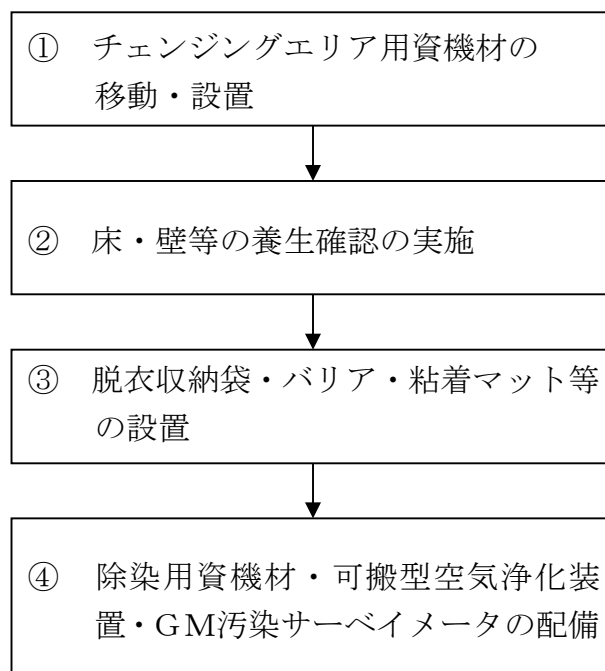 ① チェンジングエリア用資機材の
移動・設置
② 床・壁等の養生確認の実施
③ 脱衣収納袋・バリア・粘着マット等
の設置
④ 除染用資機材・可搬型空気浄化装
置・ＧＭ汚染サーベイメータの配備